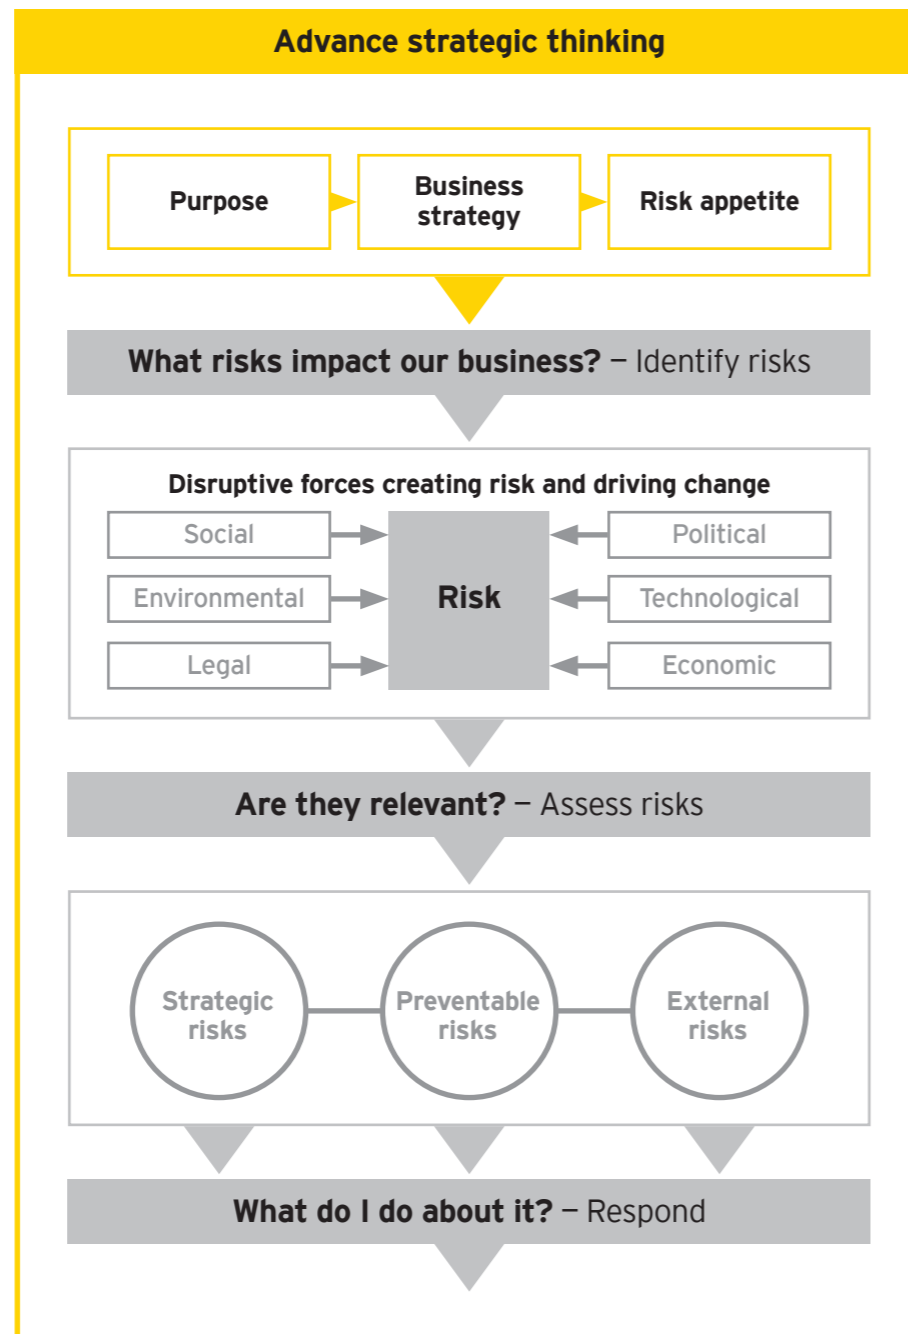 Advance strategic thinking
Purpose
Business
strategy
Risk appetite
What risks impact our business? – Identify risks
Disruptive forces creating risk and driving change
Social
Environmental
Legal
Risk
Political
Technological
Economic
Are they relevant? – Assess risks
Strategic
risks
Preventable
risks
External
risks
What do I do about it? – Respond